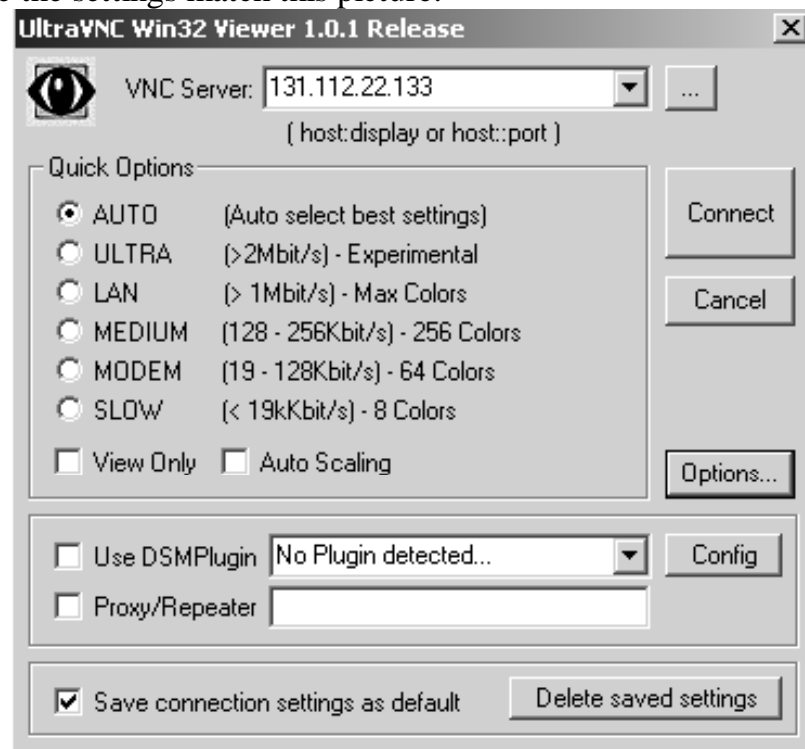 e the settings match this picture.
UltraVNC Win32 Viewer 1.0.1 Release
VNC Server: 131.112.22.133 ...
( host:display or host::port )
Quick Options
AUTO (Auto select best settings)
Connect
ULTRA (>2Mbit/s) - Experimental
LAN (> 1Mbit/s) - Max Colors
Cancel
MEDIUM (128 - 256Kbit/s) - 256 Colors
MODEM (19 - 128Kbit/s) - 64 Colors
SLOW (< 19kKbit/s) - 8 Colors
View Only Auto Scaling
Options...
Use DSMPlugin No Plugin detected... Config
Proxy/Repeater
Save connection settings as default Delete saved settings